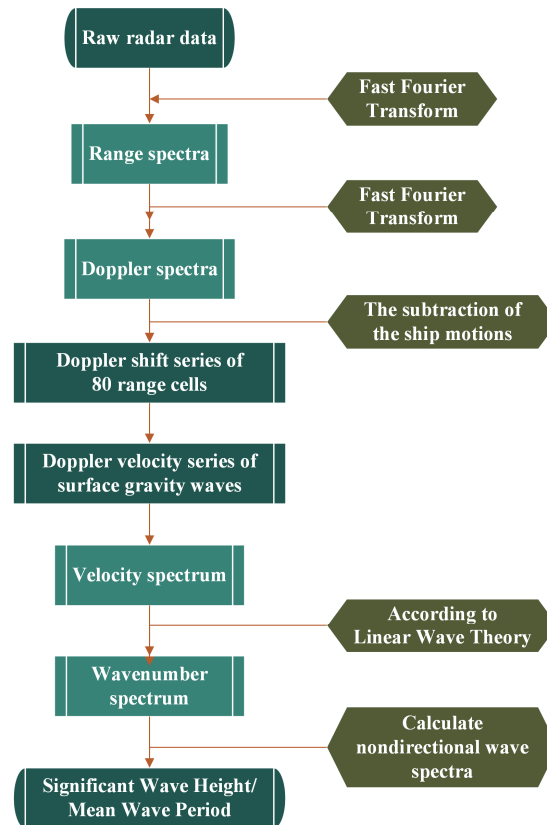 Raw radar data
Fast Fourier
Transform
Range spectra
Fast Fourier
Transform
Doppler spectra
The subtraction of
the ship motions
Doppler shift series of
80 range cells
Doppler velocity series of
surface gravity waves
Velocity spectrum
According to
Linear Wave Theory
Wavenumber
spectrum
Calculate
nondirectional wave
spectra
Significant Wave Height/
Mean Wave Period